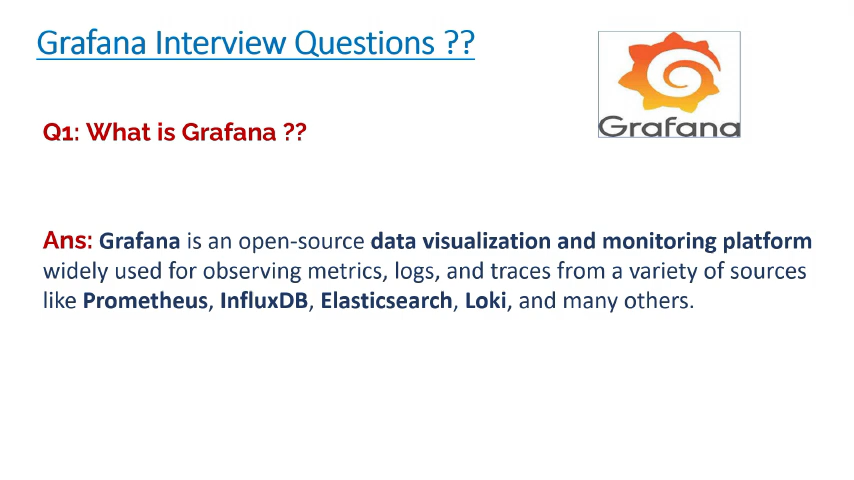 Grafana Interview Questions ??
Grafana
Q1: What is Grafana ??
Ans: Grafana is an open-source data visualization and monitoring platform
widely used for observing metrics, logs, and traces from a variety of sources
like Prometheus, InfluxDB, Elasticsearch, Loki, and many others.